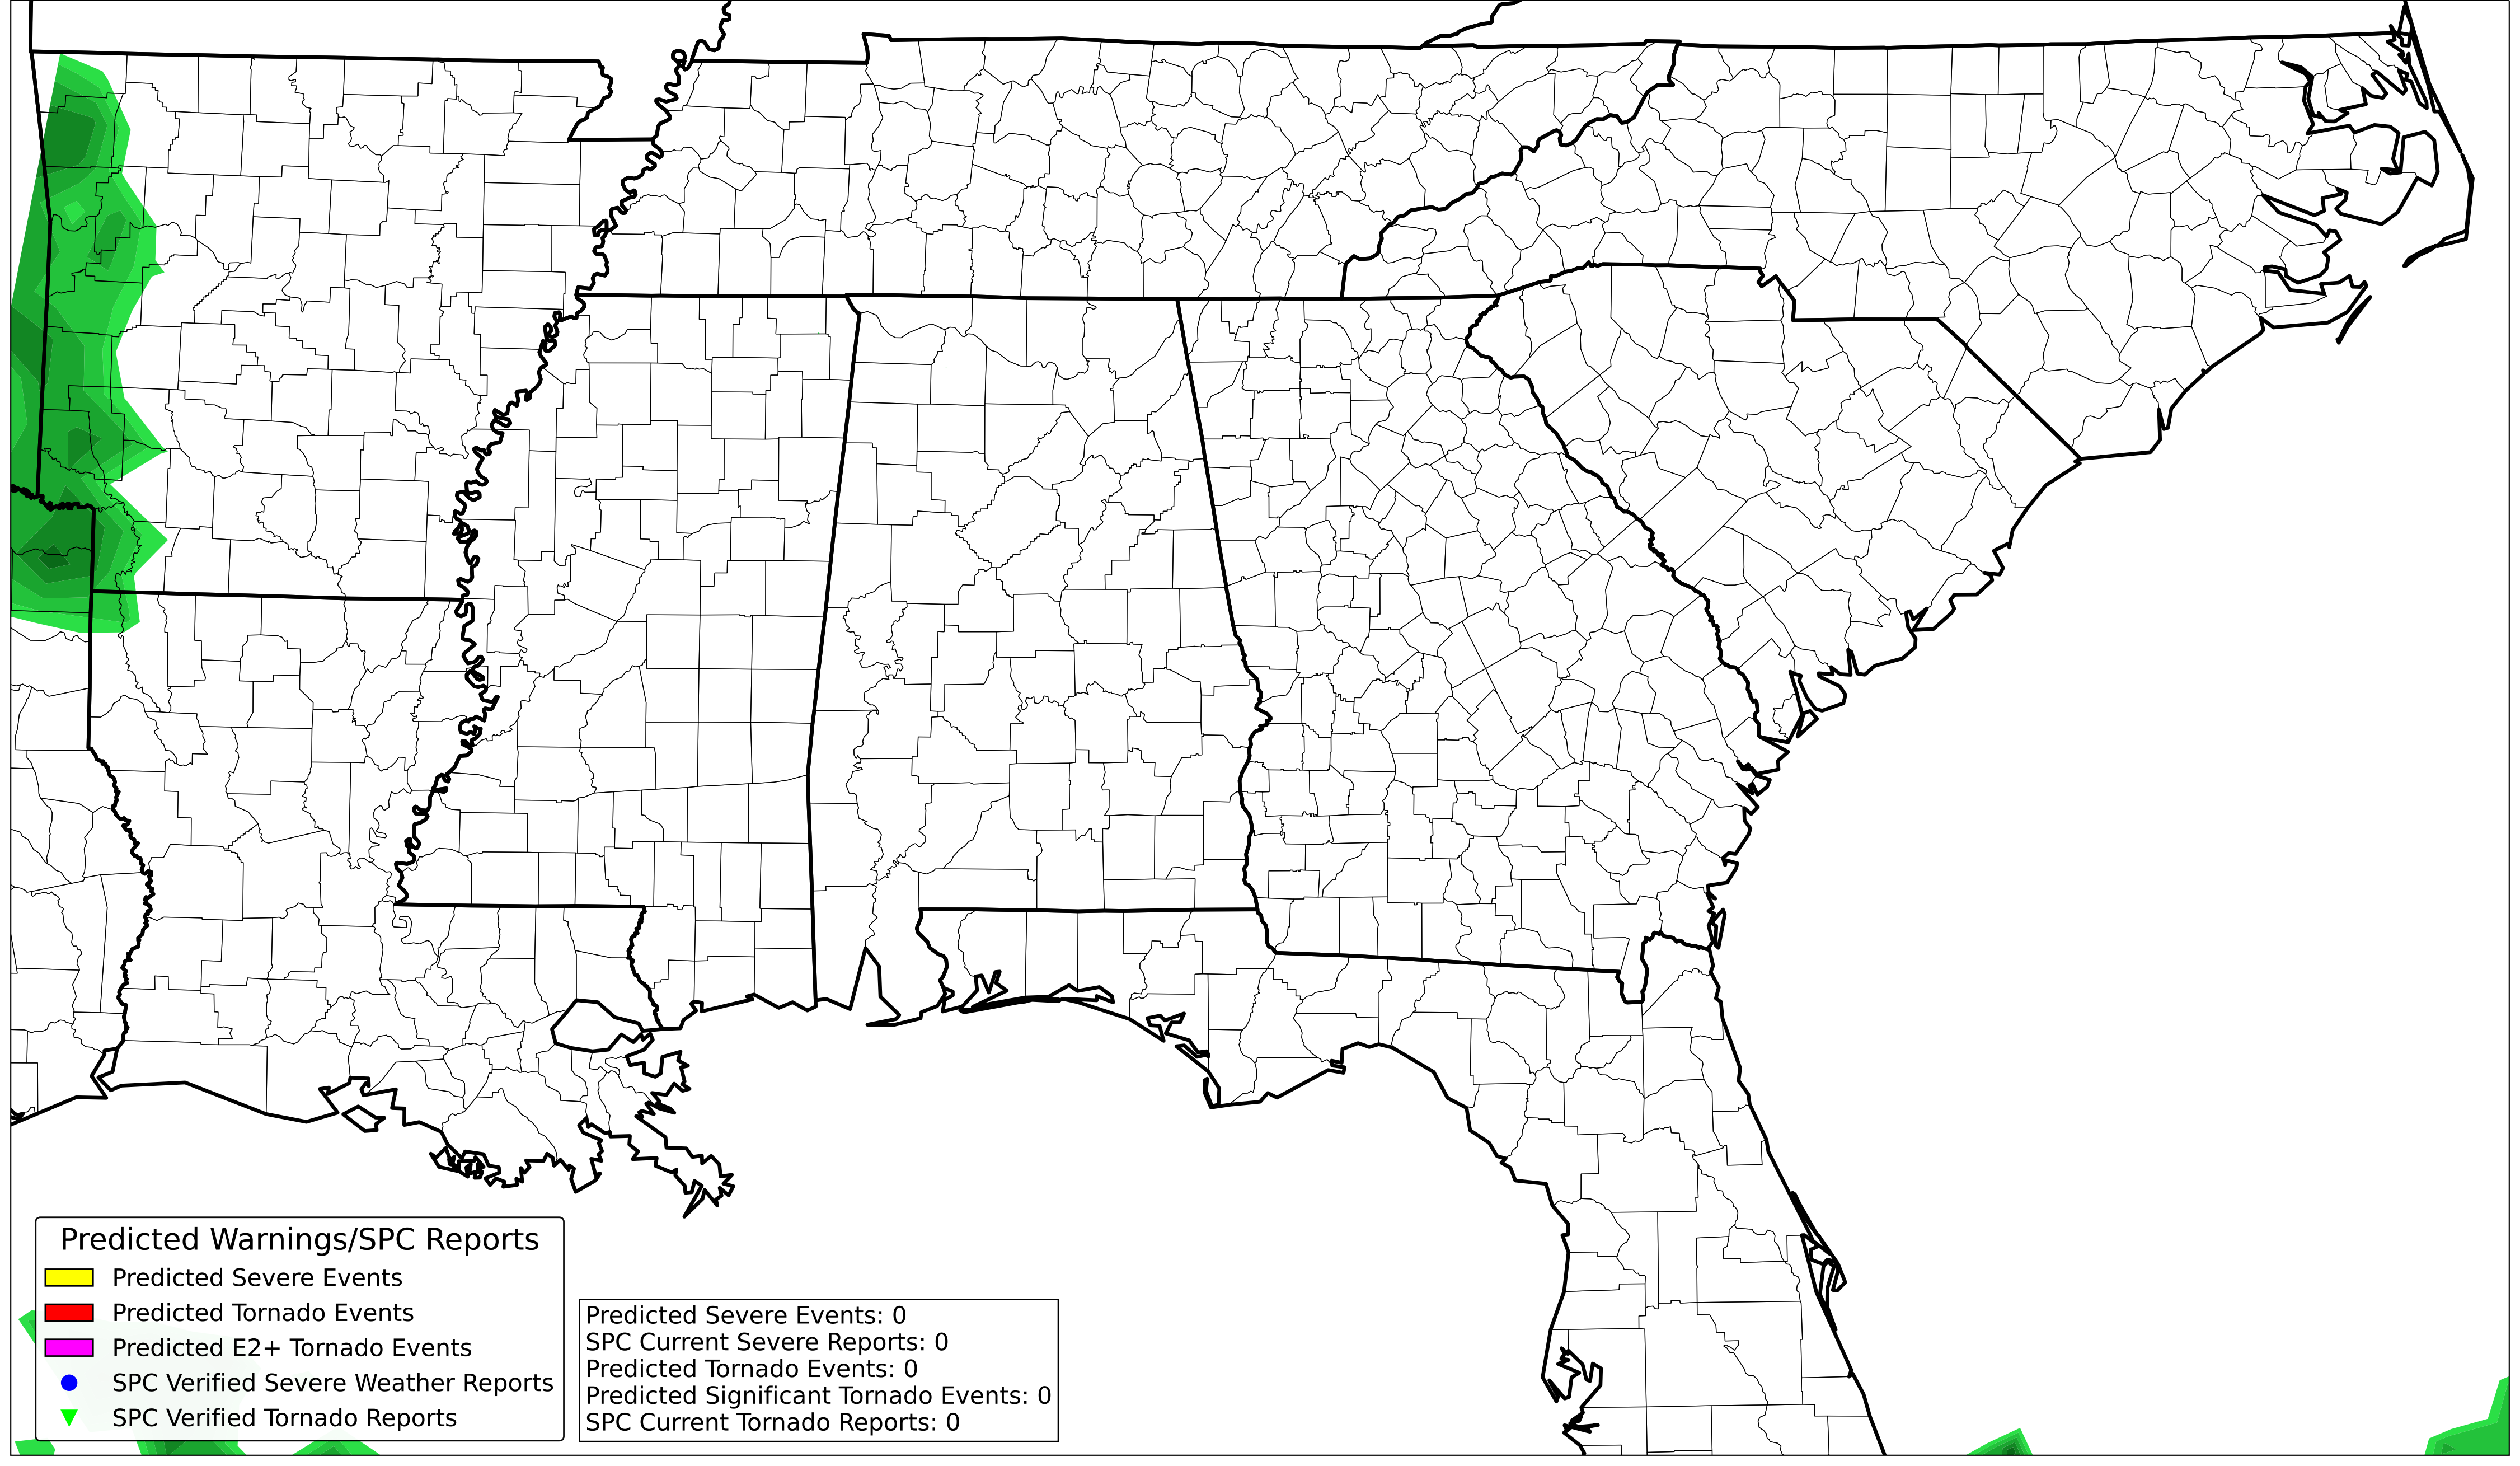 Predicted Warnings/SPC Reports
Predicted Severe Events
Predicted Tornado Events
Predicted E2+ Tornado Events
SPC Verified Severe Weather Reports
SPC Verified Tornado Reports
Predicted Severe Events: 0
SPC Current Severe Reports: 0
Predicted Tornado Events: 0
Predicted Significant Tornado Events: 0
SPC Current Tornado Reports: 0